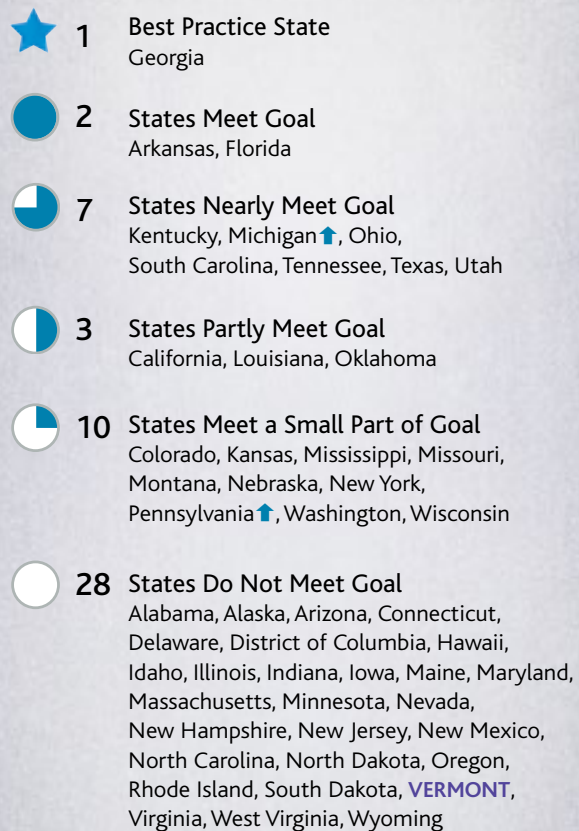 1 Best Practice State
Georgia
2 States Meet Goal
Arkansas, Florida
7 States Nearly Meet Goal
Kentucky, Michigan⬆, Ohio,
South Carolina, Tennessee, Texas, Utah
3 States Partly Meet Goal
California, Louisiana, Oklahoma
10 States Meet a Small Part of Goal
Colorado, Kansas, Mississippi, Missouri,
Montana, Nebraska, New York,
Pennsylvania⬆, Washington, Wisconsin
28 States Do Not Meet Goal
Alabama, Alaska, Arizona, Connecticut,
Delaware, District of Columbia, Hawaii,
Idaho, Illinois, Indiana, Iowa, Maine, Maryland,
Massachusetts, Minnesota, Nevada,
New Hampshire, New Jersey, New Mexico,
North Carolina, North Dakota, Oregon,
Rhode Island, South Dakota, VERMONT,
Virginia, West Virginia, Wyoming